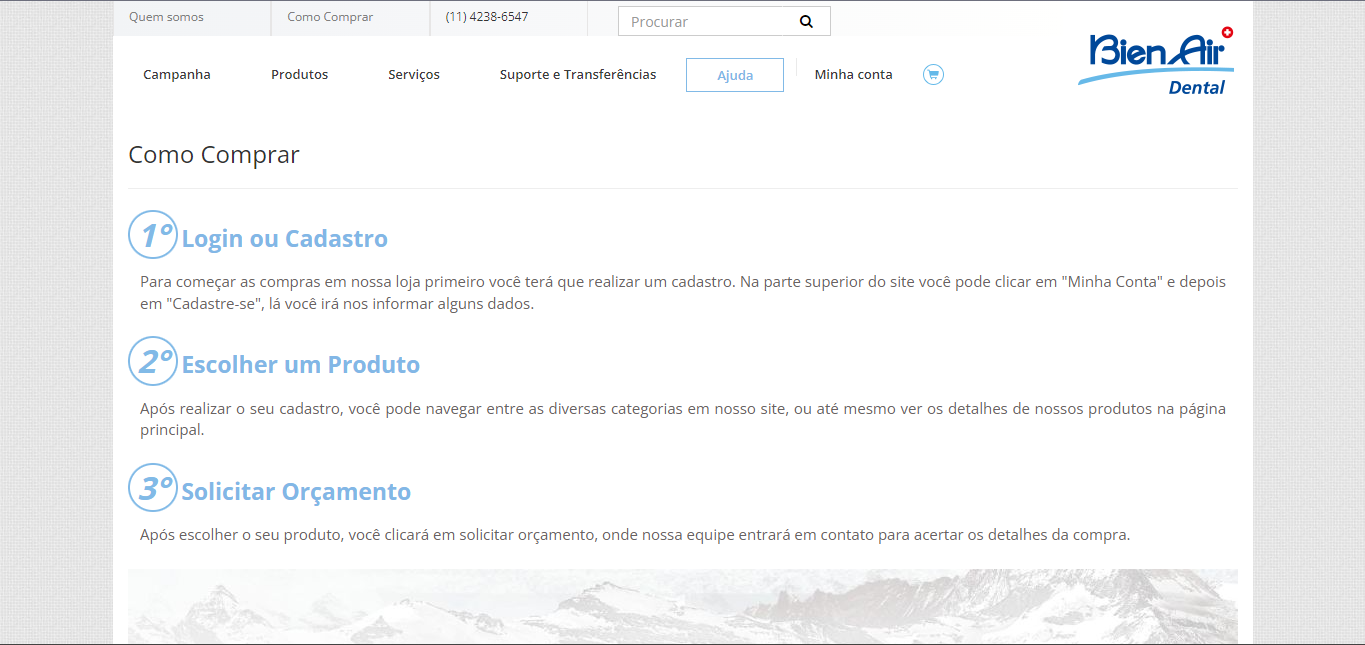 Quem somos
Como Comprar
(11) 4238-6547
Procurar
Campanha
Produtos
Serviços
Suporte e Transferências
Ajuda
Minha conta
Bien Air
Dental
Como Comprar
1º Login ou Cadastro
Para começar as compras em nossa loja primeiro você terá que realizar um cadastro. Na parte superior do site você pode clicar em "Minha Conta" e depois
em "Cadastre-se", lá você irá nos informar alguns dados.
2º Escolher um Produto
Após realizar o seu cadastro, você pode navegar entre as diversas categorias em nosso site, ou até mesmo ver os detalhes de nossos produtos na página
principal.
3º Solicitar Orçamento
Após escolher o seu produto, você clicará em solicitar orçamento, onde nossa equipe entrará em contato para acertar os detalhes da compra.